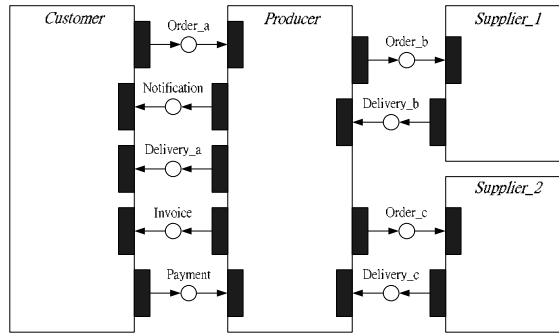 Customer
Producer
Supplier_1
Order_a
Order_b
Notification
Delivery_b
Delivery_a
Supplier_2
Invoice
Order_c
Payment
Delivery_c